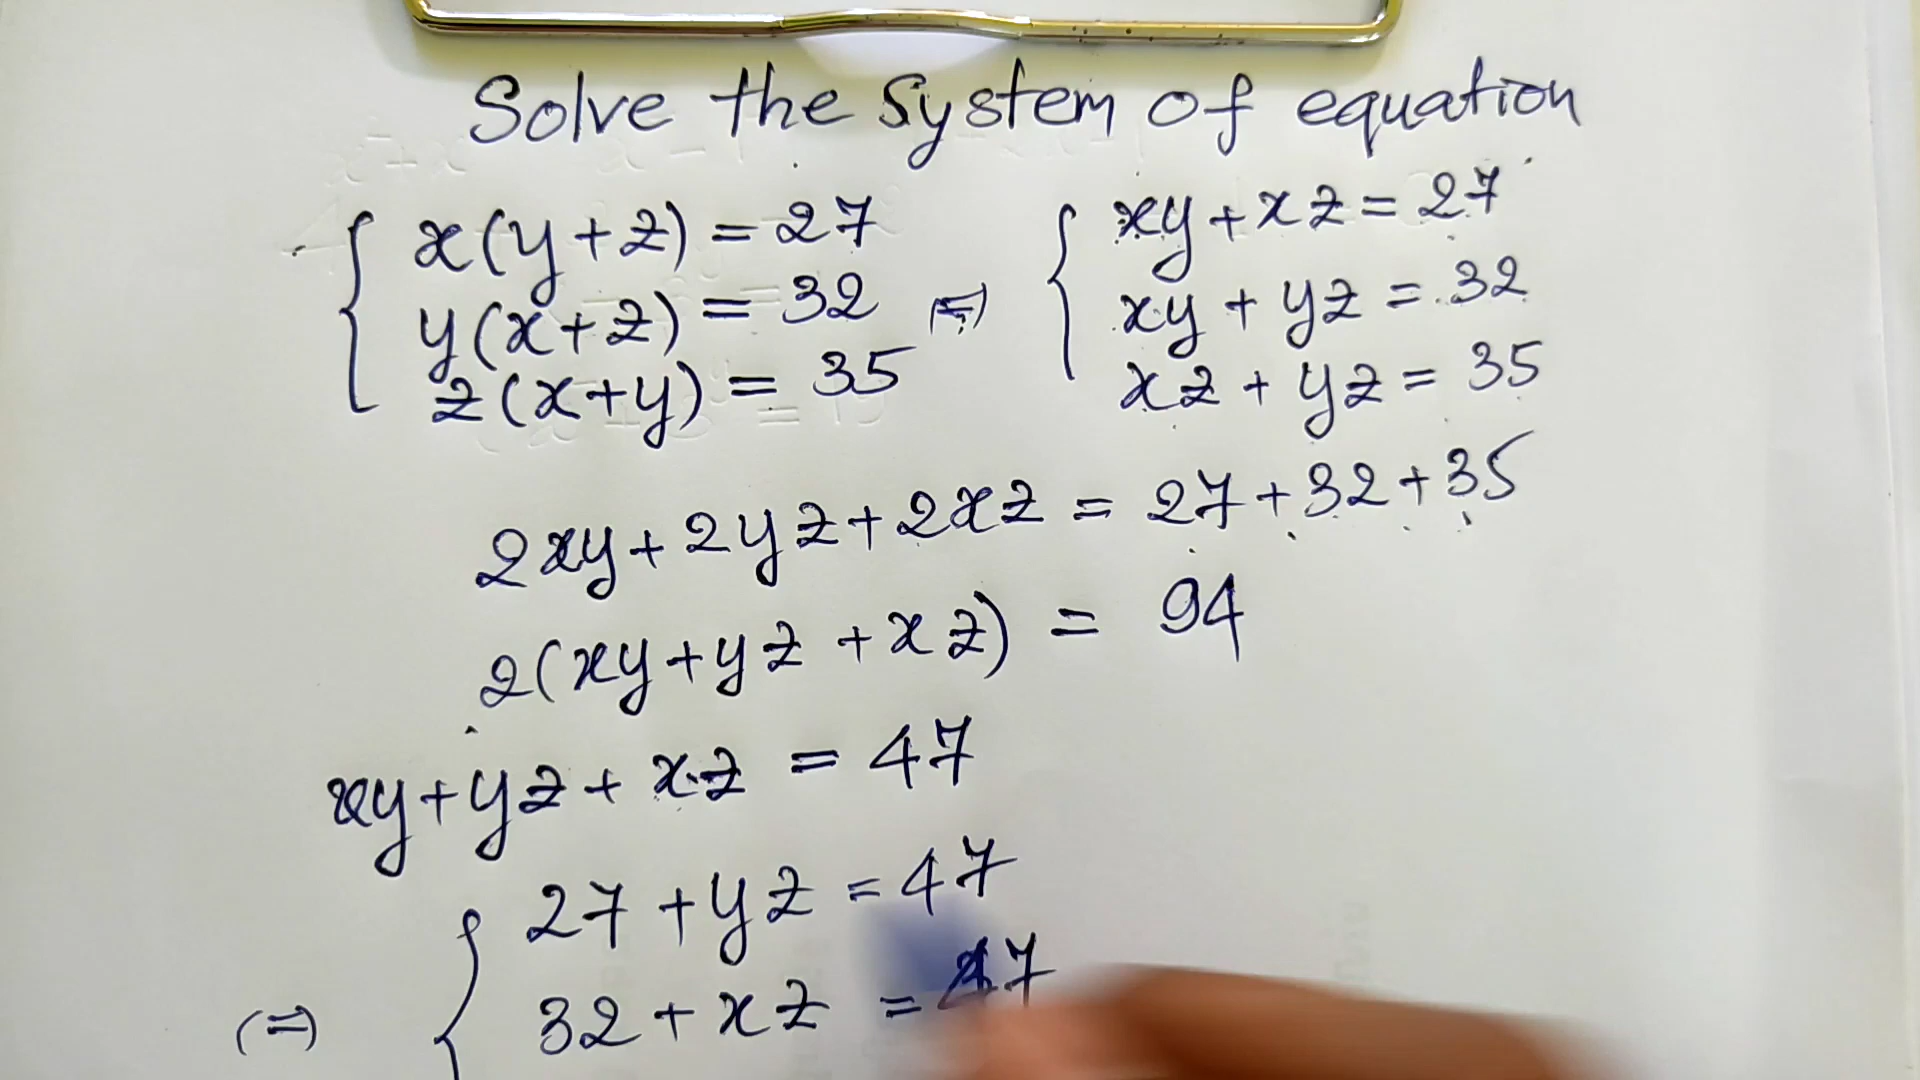 Solve the System of equation
x(y+z) = 27
y(x+z) = 32
z(x+y) = 35
(=)
xy + xz = 27
xy + yz = 32
xz + yz = 35
2xy + 2yz + 2xz = 27 + 32 + 35
2(xy + yz + xz) = 94
xy + yz + xz = 47
27 + yz = 47
(=) 32 + xz = 47